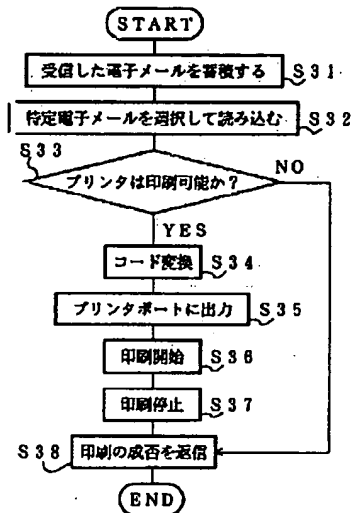 START
受信した電子メールを蓄積する S31
特定電子メールを選択して読み込む S32
S33
プリンタは印刷可能か? NO
YES
コード変換 S34
プリンタポートに出力 S35
印刷開始 S36
印刷停止 S37
S38 印刷の成否を返信
END